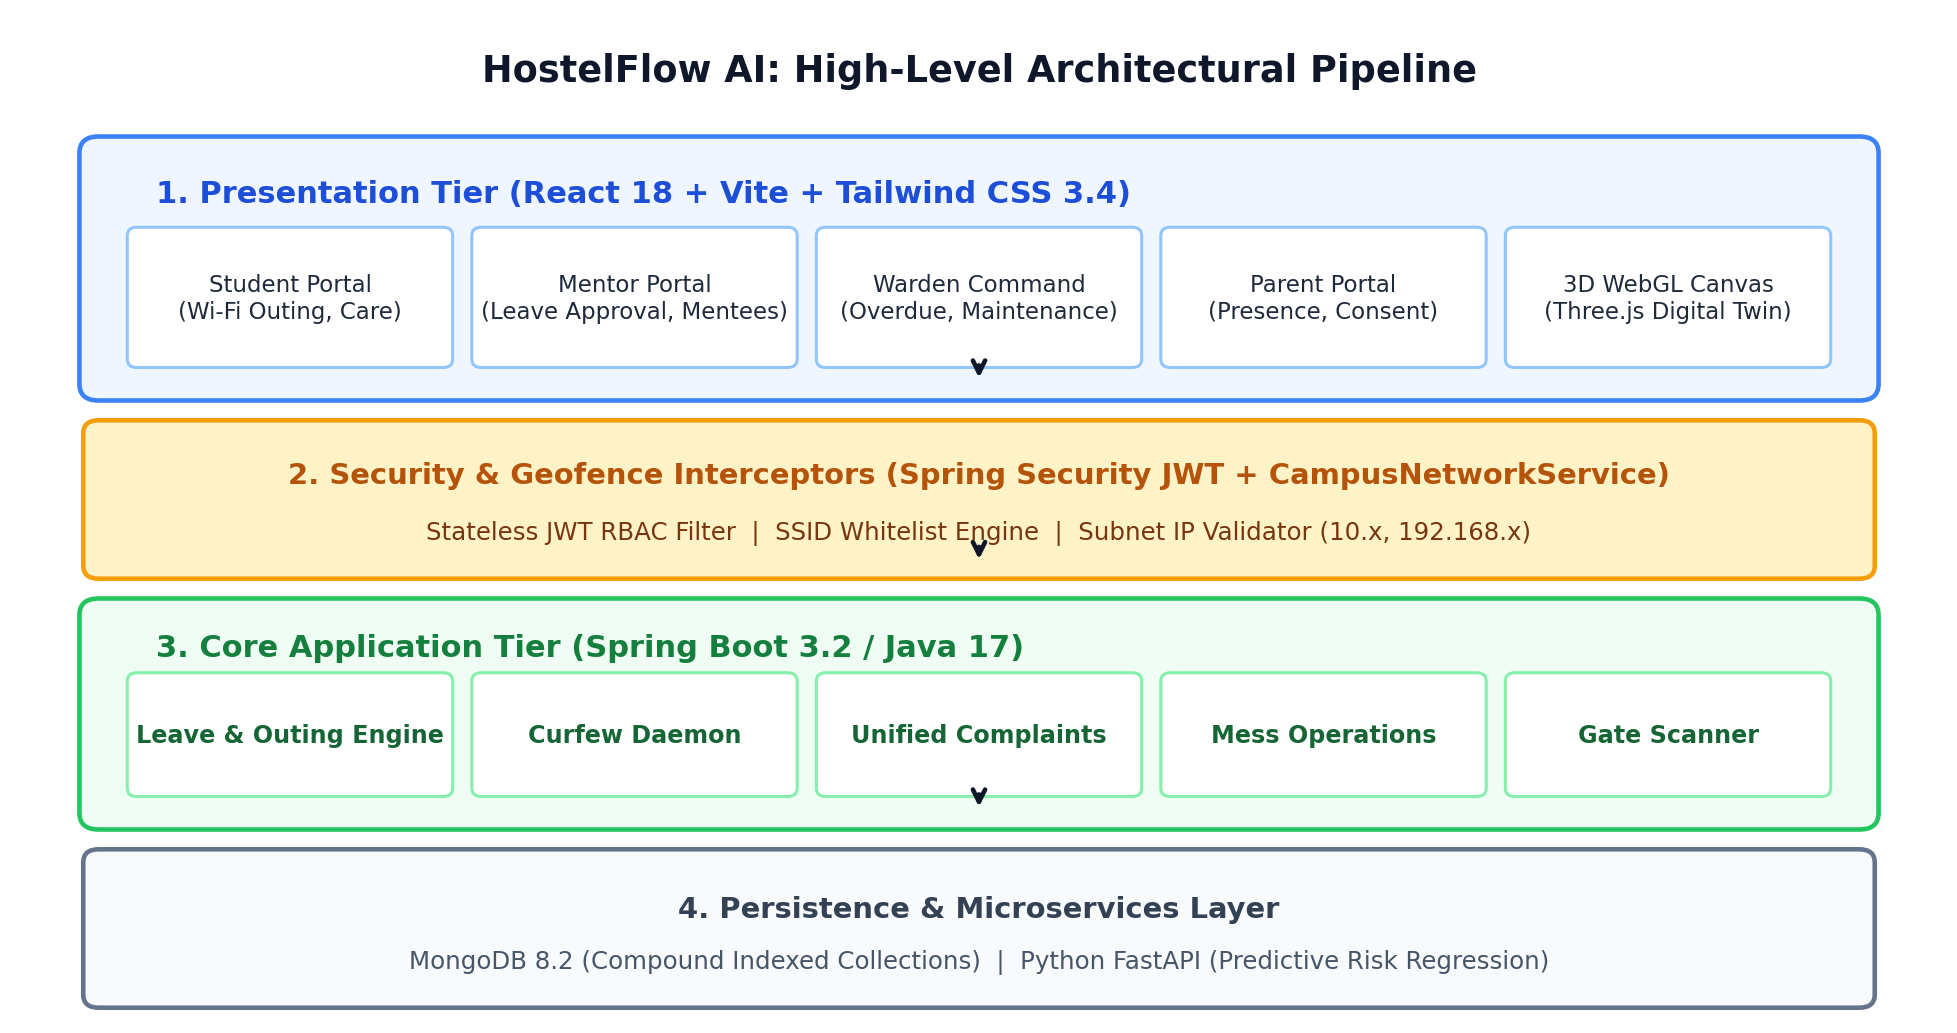 HostelFlow AI: High-Level Architectural Pipeline
1. Presentation Tier (React 18 + Vite + Tailwind CSS 3.4)
Student Portal
(Wi-Fi Outing, Care)
Mentor Portal
(Leave Approval, Mentees)
Warden Command
(Overdue, Maintenance)
Parent Portal
(Presence, Consent)
3D WebGL Canvas
(Three.js Digital Twin)
2. Security & Geofence Interceptors (Spring Security JWT + CampusNetworkService)
Stateless JWT RBAC Filter | SSID Whitelist Engine | Subnet IP Validator (10.x, 192.168.x)
3. Core Application Tier (Spring Boot 3.2 / Java 17)
Leave & Outing Engine
Curfew Daemon
Unified Complaints
Mess Operations
Gate Scanner
4. Persistence & Microservices Layer
MongoDB 8.2 (Compound Indexed Collections) | Python FastAPI (Predictive Risk Regression)